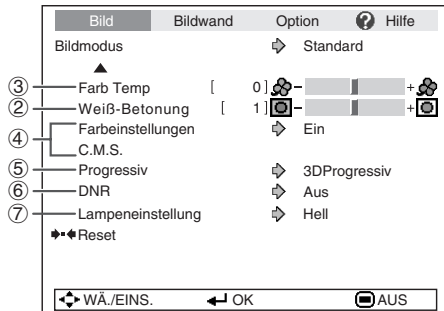 Bild Bildwand Option ? Hilfe
Bildmodus Standard
③ Farb Temp [ 0 ] – +
② Weiß-Betonung [ 1 ] – +
④ Farbeinstellungen Ein
C.M.S.
⑤ Progressiv 3DProgressiv
⑥ DNR Aus
⑦ Lampeneinstellung Hell
Reset
WÄ./EINS. OK AUS